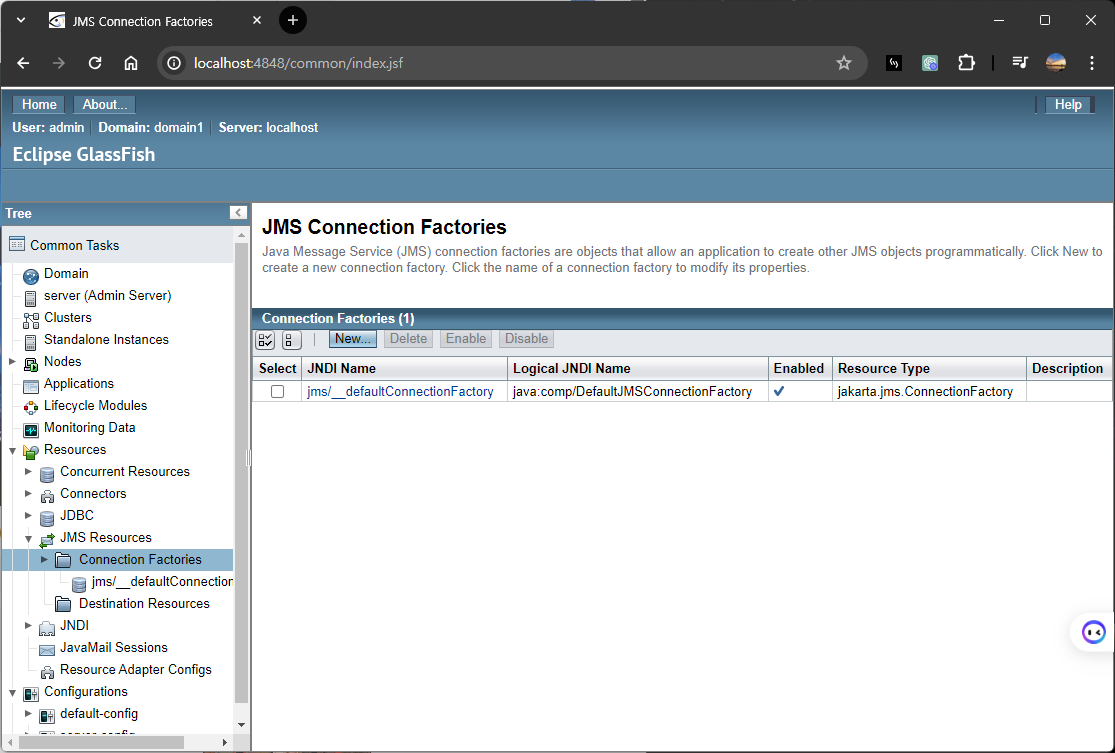 JMS Connection Factories
localhost:4848/common/index.jsf
Home About... Help
User: admin Domain: domain1 Server: localhost
Eclipse GlassFish
Tree
Common Tasks
Domain
server (Admin Server)
Clusters
Standalone Instances
Nodes
Applications
Lifecycle Modules
Monitoring Data
Resources
Concurrent Resources
Connectors
JDBC
JMS Resources
Connection Factories
jms/__defaultConnection
Destination Resources
JNDI
JavaMail Sessions
Resource Adapter Configs
Configurations
default-config
JMS Connection Factories
Java Message Service (JMS) connection factories are objects that allow an application to create other JMS objects programmatically. Click New to
create a new connection factory. Click the name of a connection factory to modify its properties.
Connection Factories (1)
New... Delete Enable Disable
Select JNDI Name Logical JNDI Name Enabled Resource Type Description
jms/__defaultConnectionFactory java:comp/DefaultJMSConnectionFactory jakarta.jms.ConnectionFactory